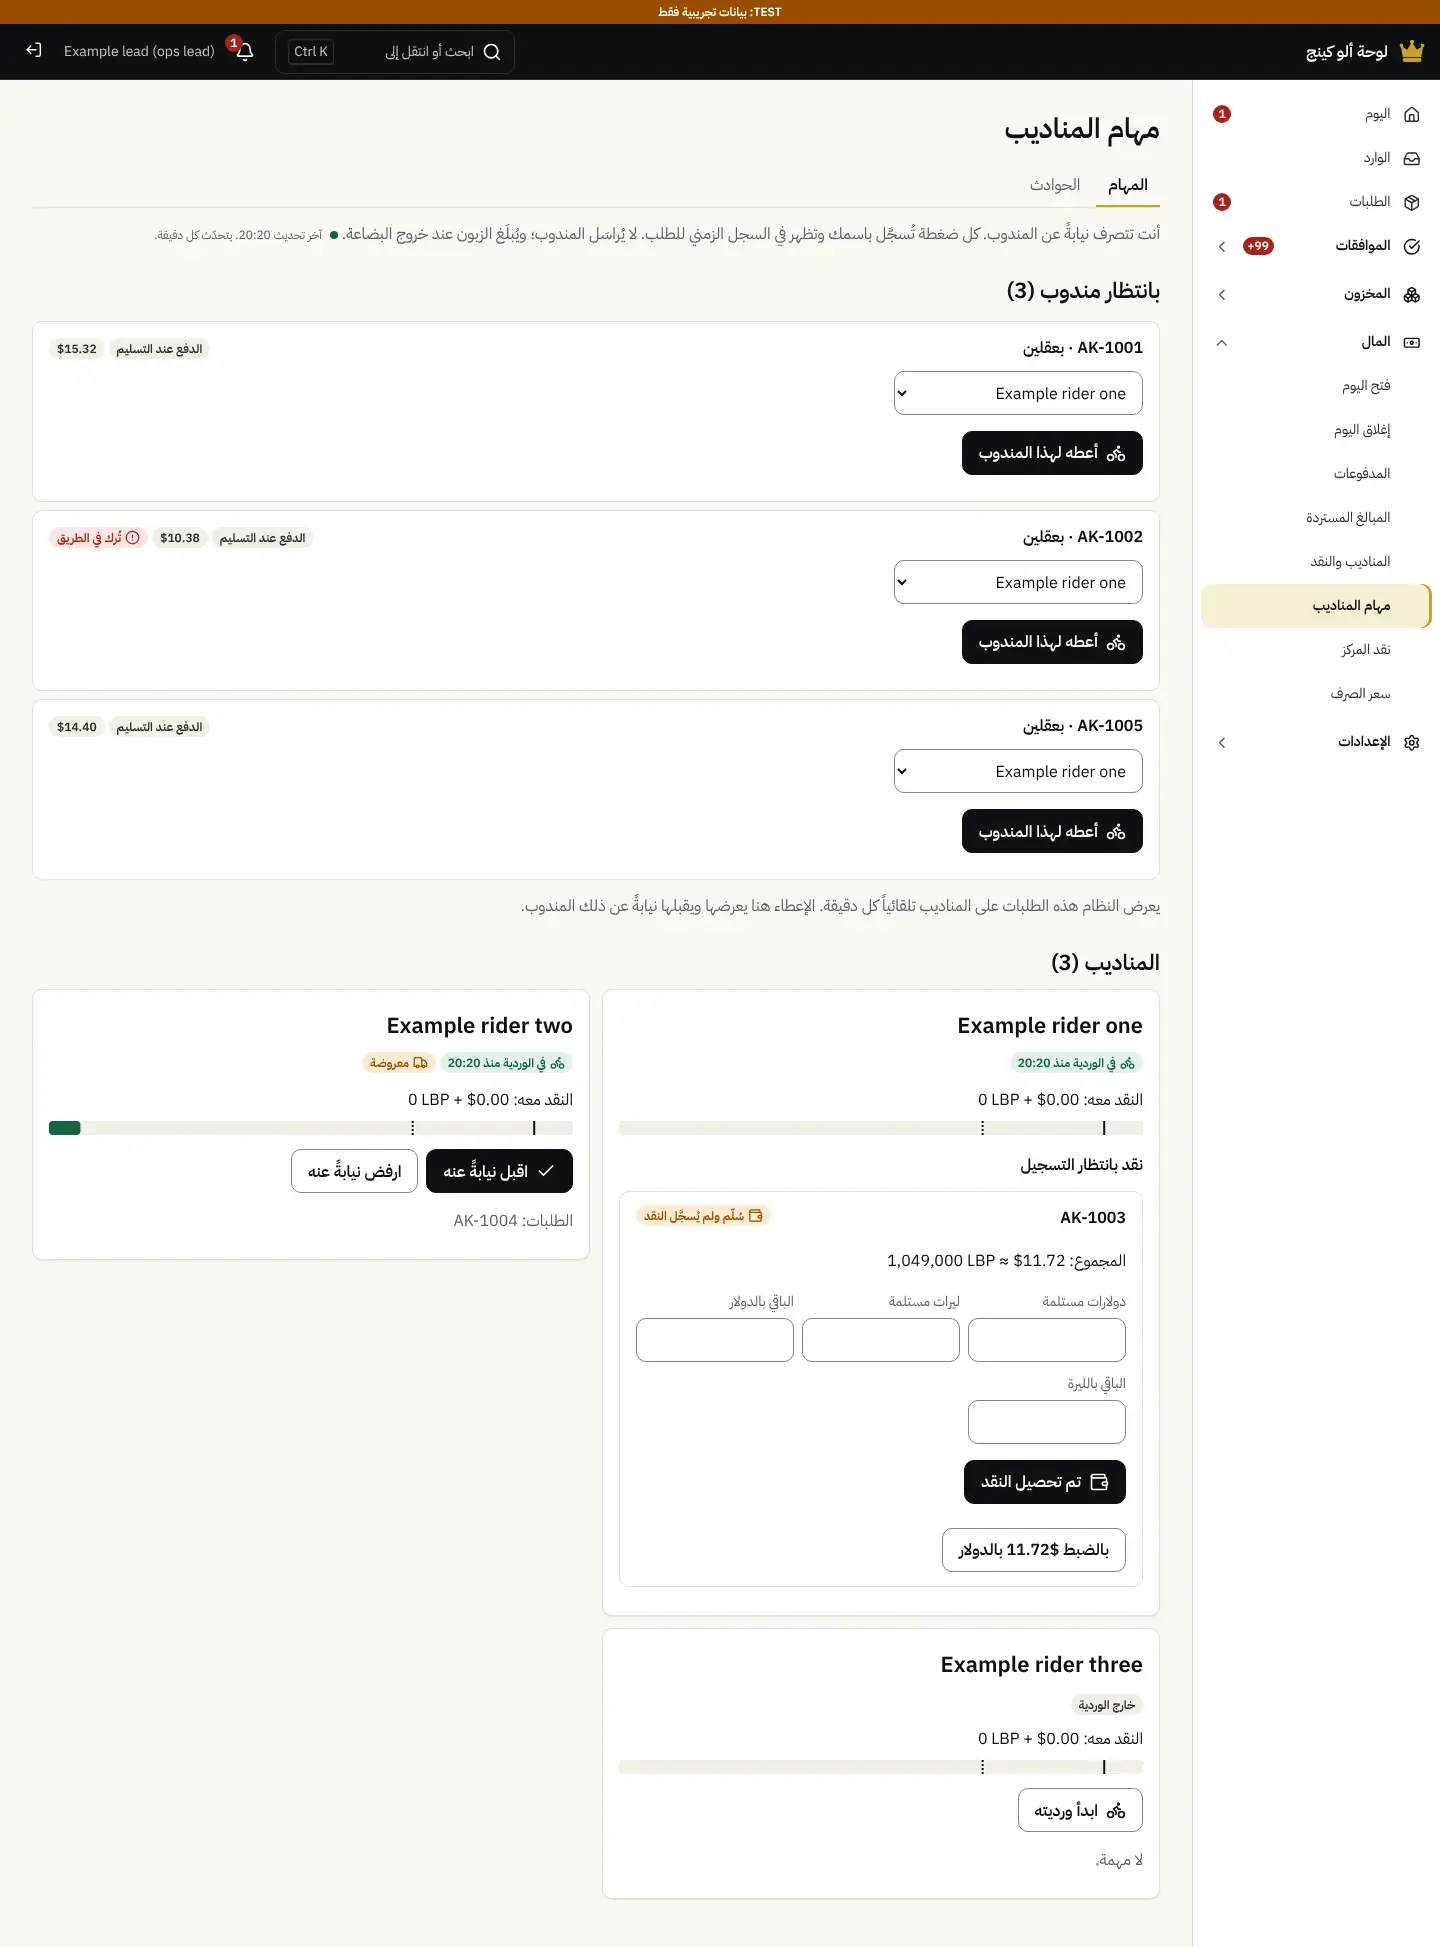 TEST: بيانات تجريبية فقط
لوحة ألو كينج
ابحث أو انتقل إلى
Ctrl K
1
Example lead (ops lead)
اليوم
1
الوارد
الطلبات
1
الموافقات
99+
المخزون
المال
فتح اليوم
إغلاق اليوم
المدفوعات
المبالغ المستردة
المناديب والنقد
مهام المناديب
نقد المركز
سعر الصرف
الإعدادات
مهام المناديب
المهام
الحوادث
أنت تتصرف نيابةً عن المندوب. كل ضغطة تُسجَّل باسمك وتظهر في السجل الزمني للطلب. لا يُراسَل المندوب؛ ويُبلَغ الزبون عند خروج البضاعة.
آخر تحديث 20:20. يتحدّث كل دقيقة.
بانتظار مندوب (3)
AK-1001 · بعقلين
الدفع عند التسليم
$15.32
Example rider one
أعطه لهذا المندوب
AK-1002 · بعقلين
الدفع عند التسليم
$10.38
تُرك في الطريق
Example rider one
أعطه لهذا المندوب
AK-1005 · بعقلين
الدفع عند التسليم
$14.40
Example rider one
أعطه لهذا المندوب
يعرض النظام هذه الطلبات على المناديب تلقائياً كل دقيقة. الإعطاء هنا يعرضها ويقبلها نيابةً عن ذلك المندوب.
المناديب (3)
Example rider one
في الوردية منذ 20:20
النقد معه: $0.00 + 0 LBP
نقد بانتظار التسجيل
AK-1003
سُلّم ولم يُسجَّل النقد
المجموع: $11.72 ≈ 1,049,000 LBP
دولارات مستلمة
ليرات مستلمة
الباقي بالدولار
الباقي بالليرة
تم تحصيل النقد
بالضبط $11.72 بالدولار
Example rider two
في الوردية منذ 20:20
معروضة
النقد معه: $0.00 + 0 LBP
اقبل نيابةً عنه
ارفض نيابةً عنه
الطلبات: AK-1004
Example rider three
خارج الوردية
النقد معه: $0.00 + 0 LBP
ابدأ ورديته
لا مهمة.